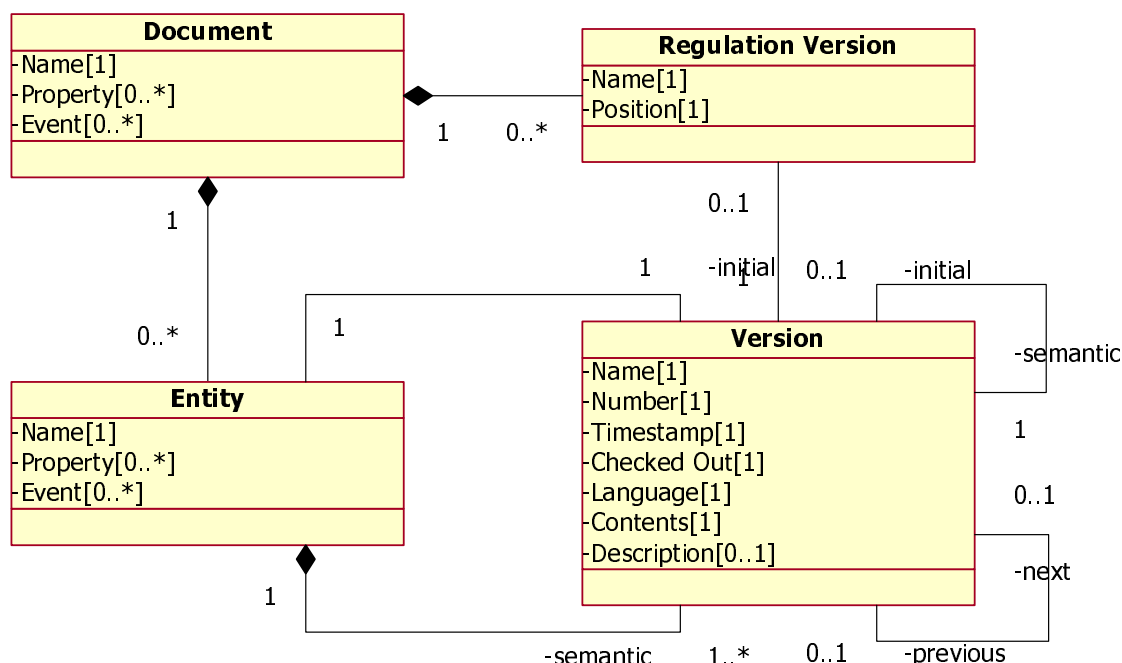 Document
-Name[1]
-Property[0..*]
-Event[0..*]
Regulation Version
-Name[1]
-Position[1]
1
0..*
1
0..1
1
-initial
1
0..1
-initial
0..*
1
Version
-Name[1]
-Number[1]
-Timestamp[1]
-Checked Out[1]
-Language[1]
-Contents[1]
-Description[0..1]
-semantic
1
0..1
-next
Entity
-Name[1]
-Property[0..*]
-Event[0..*]
1
-semantic
1..*
0..1
-previous